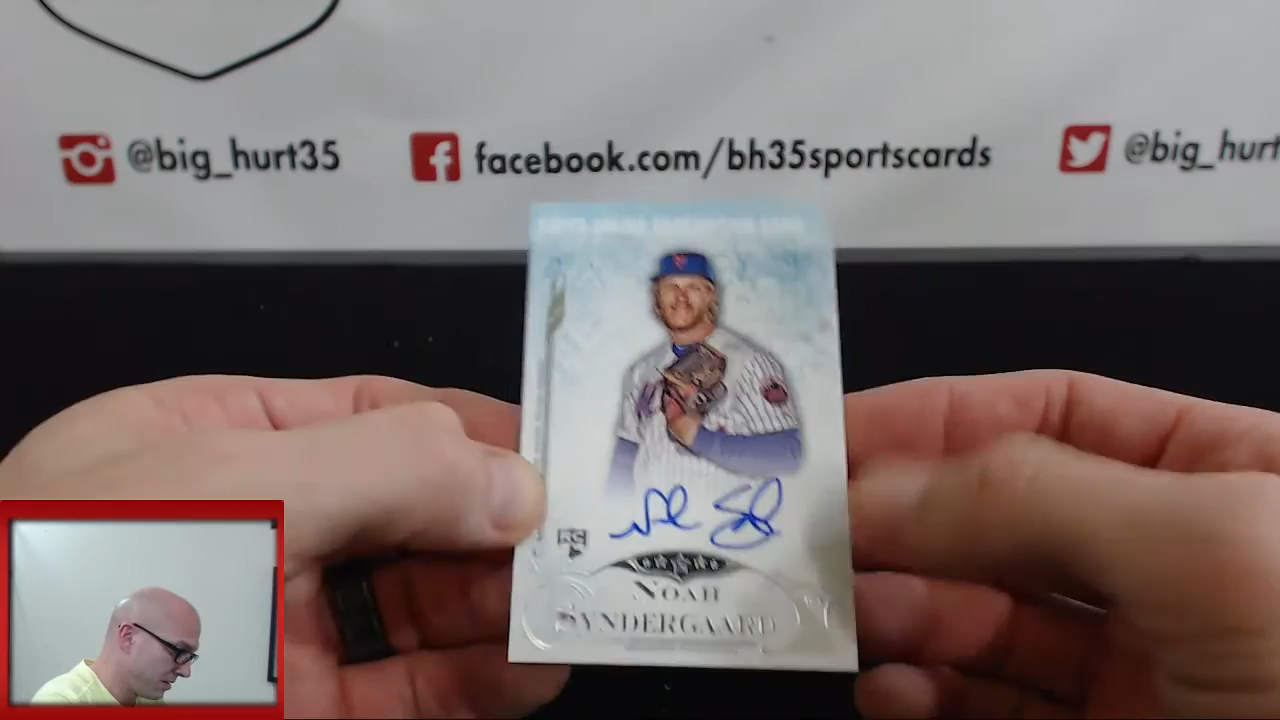 @big_hurt35
facebook.com/bh35sportscards
@big_hurt
RC
NOAH
SYNDERGAARD